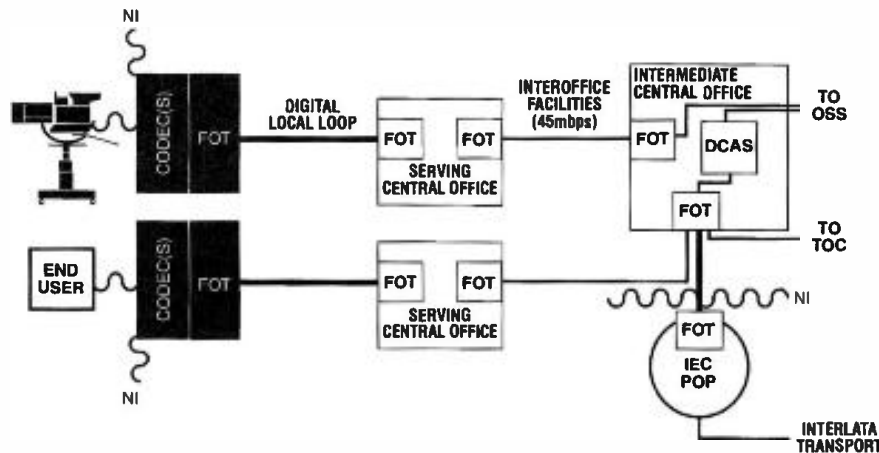 NI
CODEC(S)
FOT
DIGITAL
LOCAL LOOP
FOT
FOT
SERVING
CENTRAL OFFICE
INTEROFFICE
FACILITIES
(45mbps)
INTERMEDIATE
CENTRAL OFFICE
FOT
DCAS
FOT
TO
OSS
TO
TOC
END
USER
CODEC(S)
FOT
FOT
FOT
SERVING
CENTRAL OFFICE
NI
FOT
IEC
POP
NI
INTERLATA
TRANSPORT